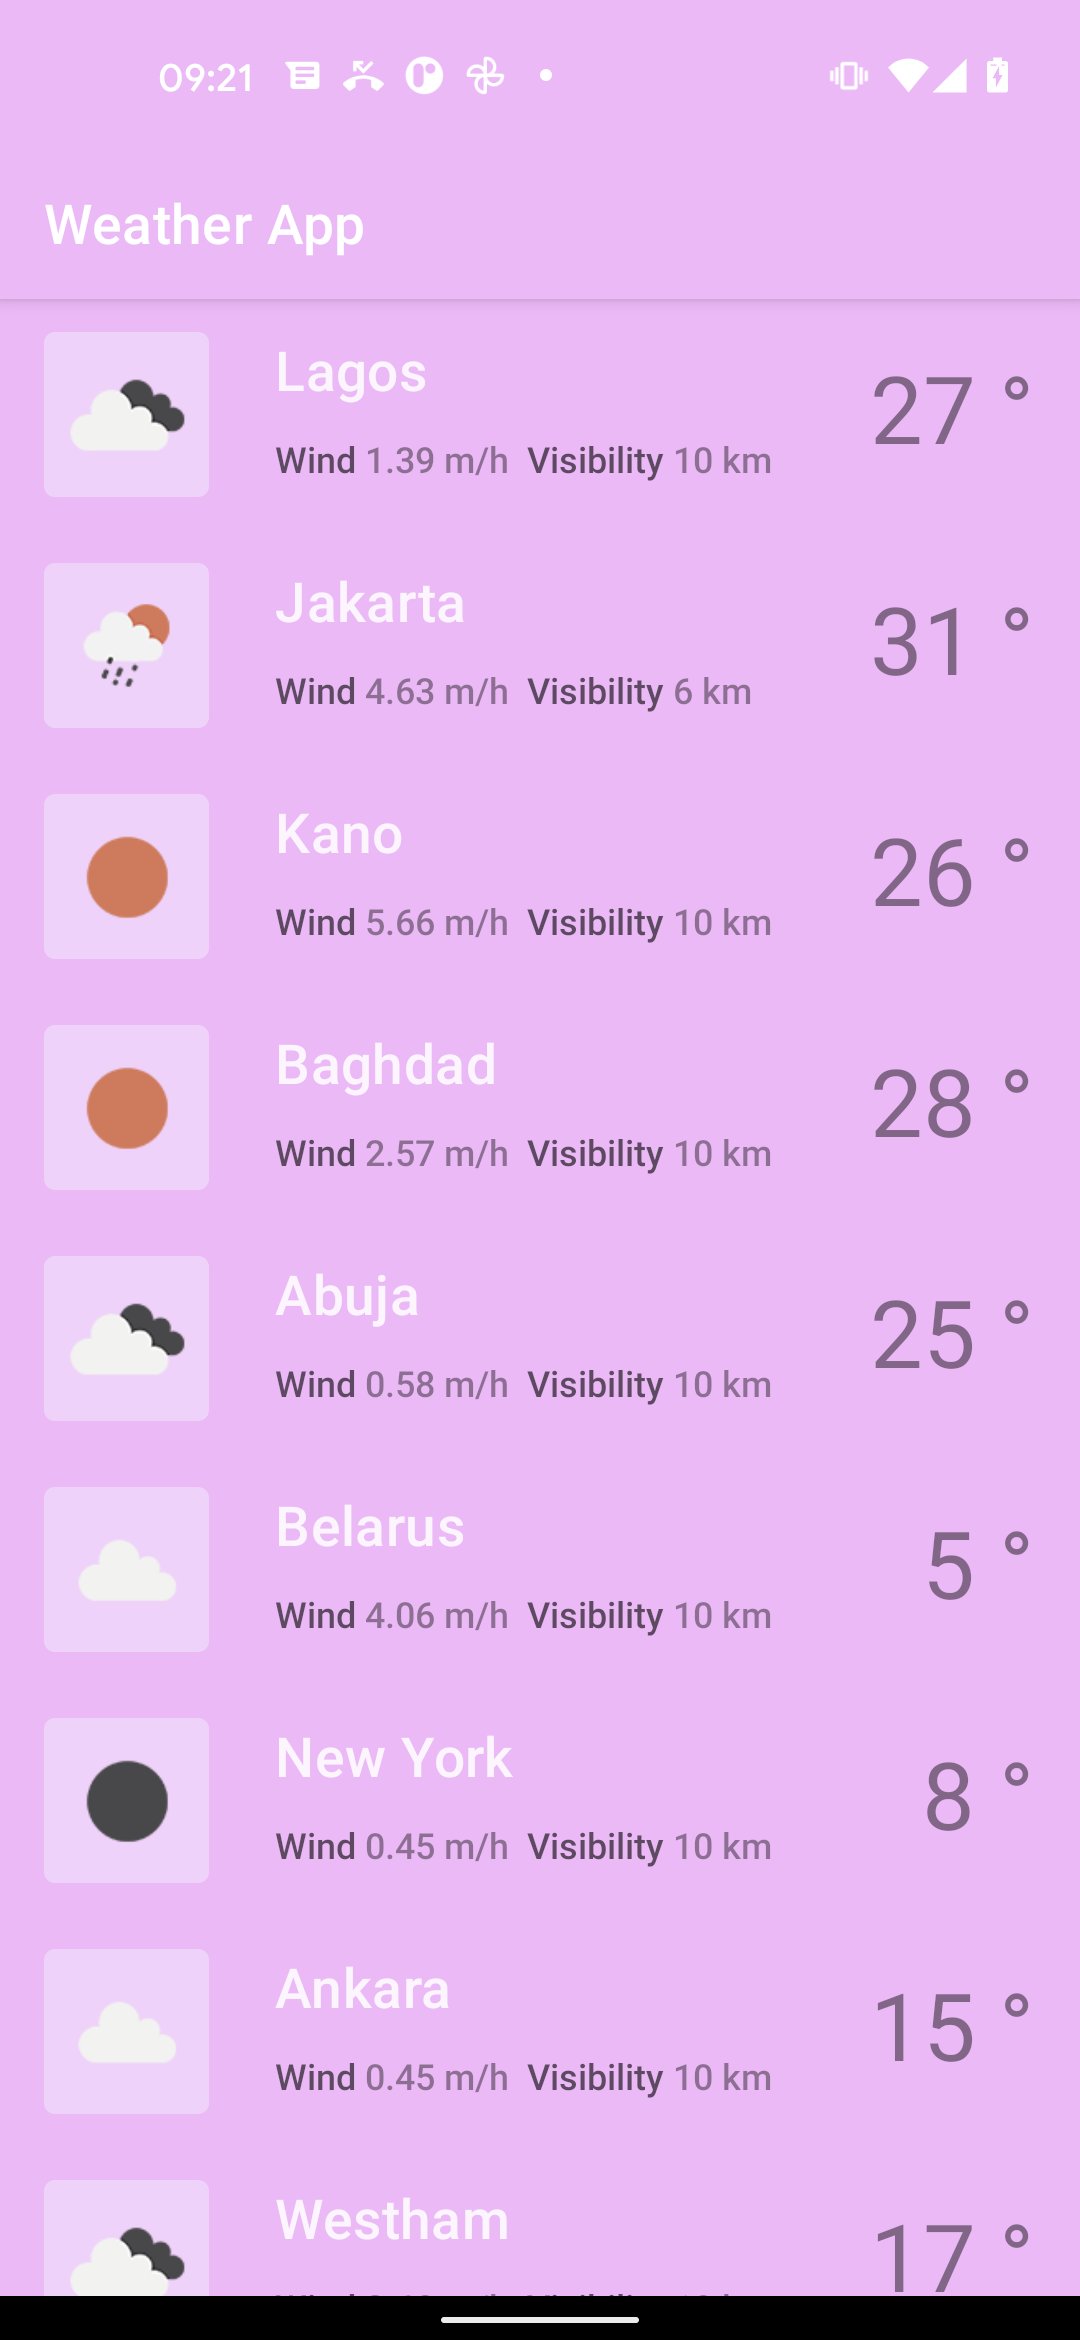 09:21
Weather App
Lagos
27 °
Wind 1.39 m/h Visibility 10 km
Jakarta
31 °
Wind 4.63 m/h Visibility 6 km
Kano
26 °
Wind 5.66 m/h Visibility 10 km
Baghdad
28 °
Wind 2.57 m/h Visibility 10 km
Abuja
25 °
Wind 0.58 m/h Visibility 10 km
Belarus
5 °
Wind 4.06 m/h Visibility 10 km
New York
8 °
Wind 0.45 m/h Visibility 10 km
Ankara
15 °
Wind 0.45 m/h Visibility 10 km
Westham
17 °